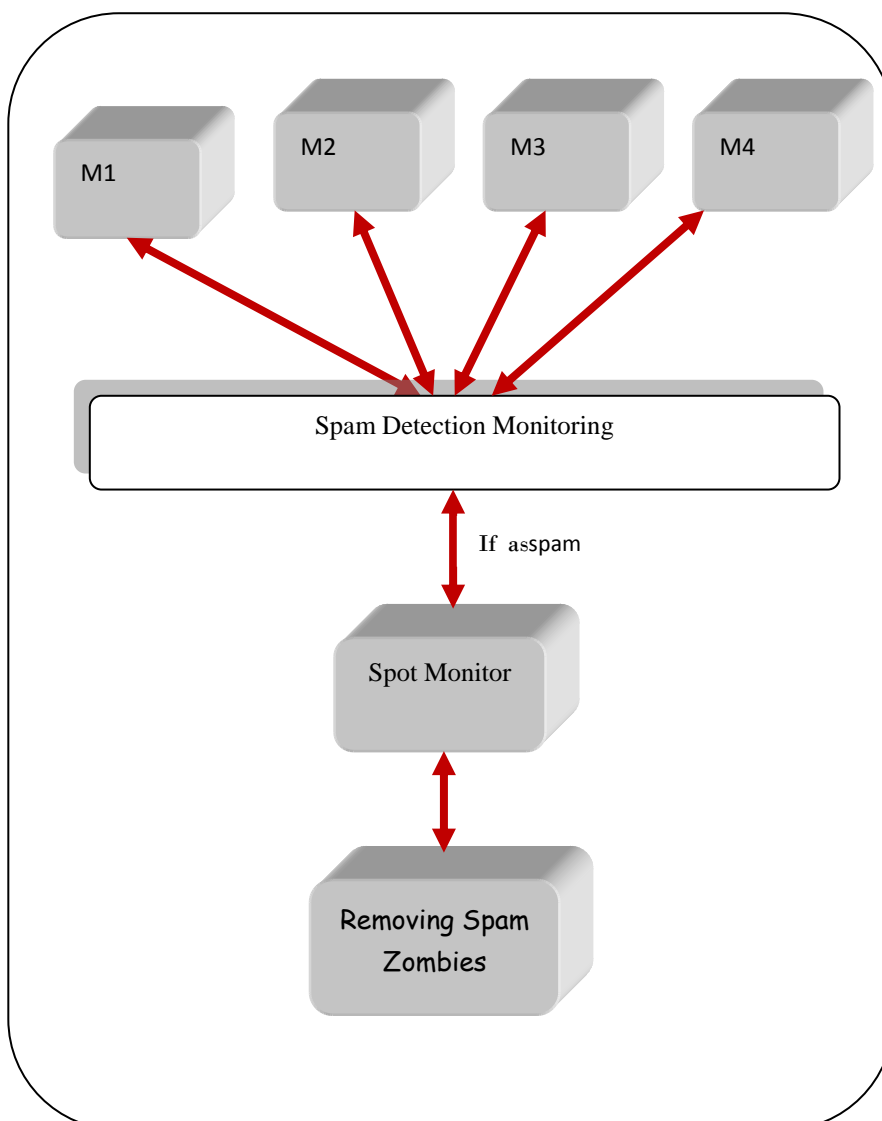 M1
M2
M3
M4
Spam Detection Monitoring
If asspam
Spot Monitor
Removing Spam
Zombies